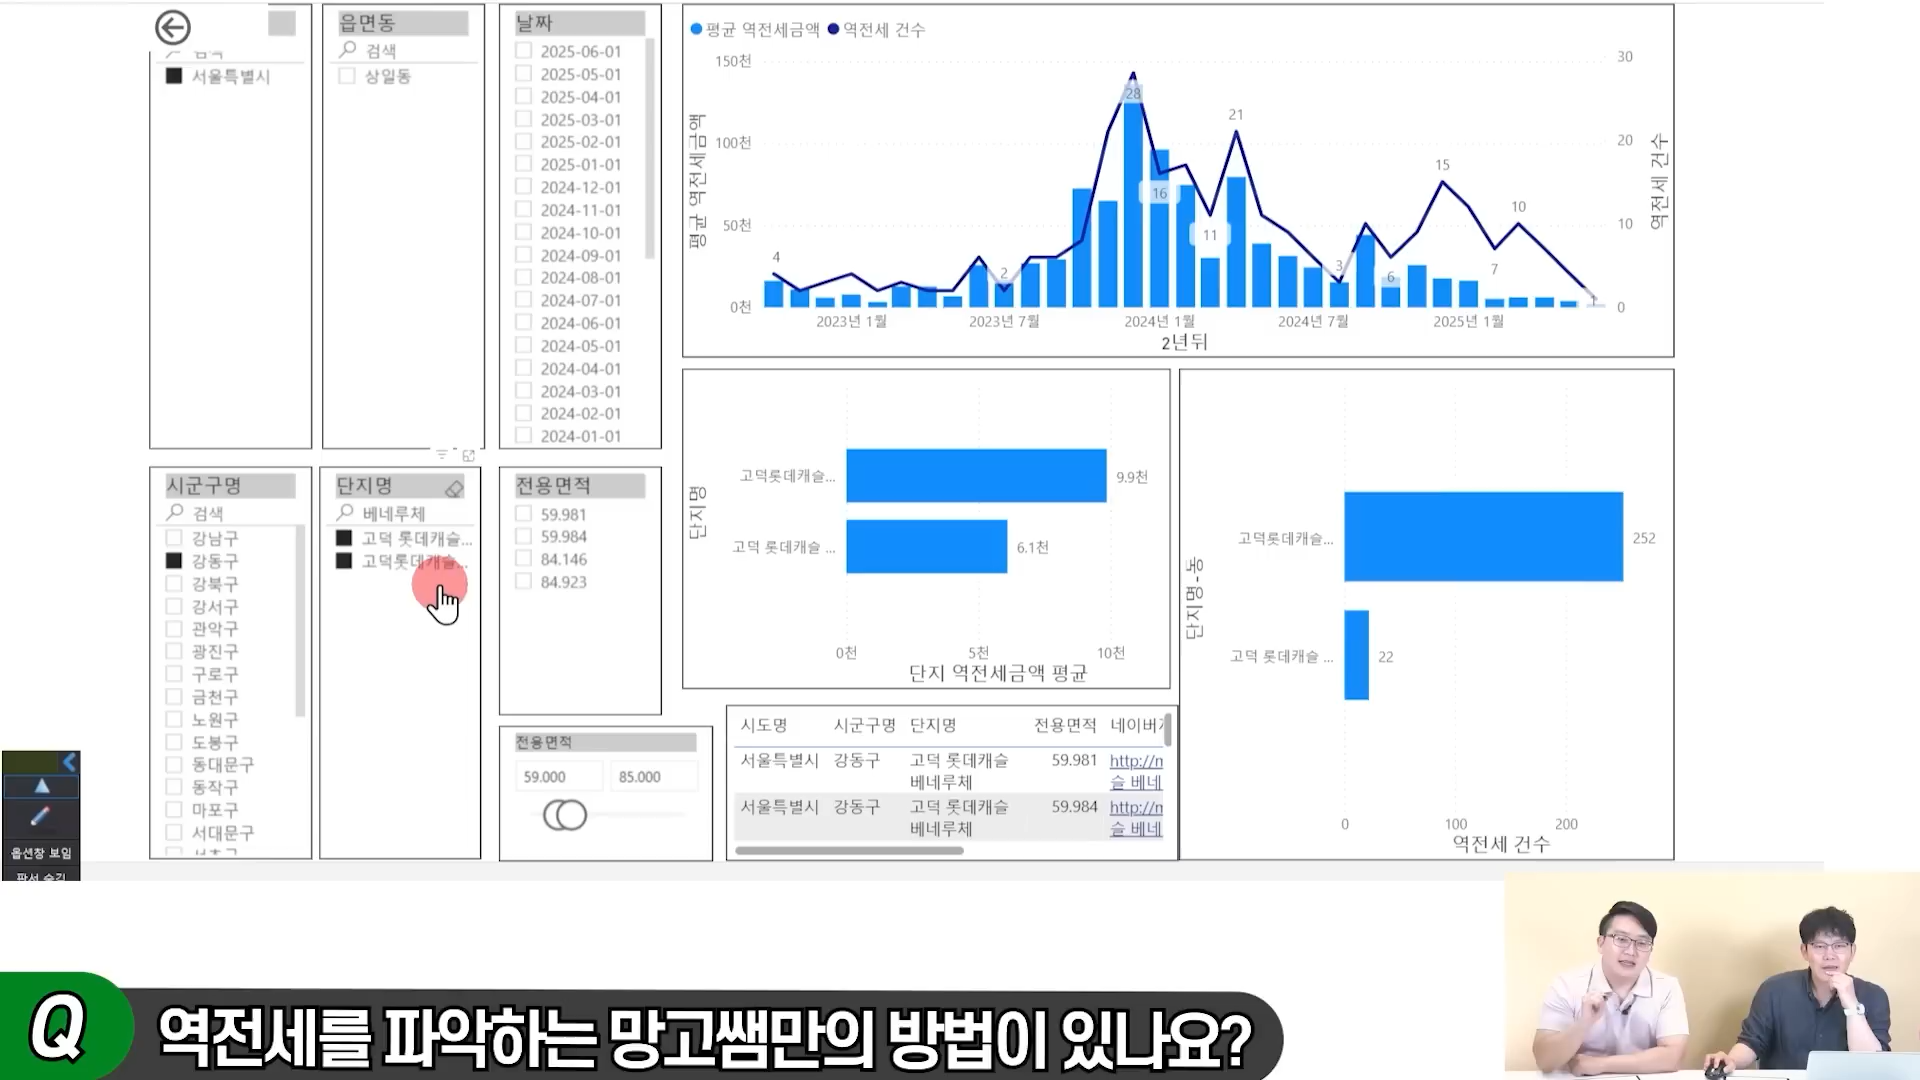 검색
서울특별시
읍면동
검색
상일동
날짜
2025-06-01
2025-05-01
2025-04-01
2025-03-01
2025-02-01
2025-01-01
2024-12-01
2024-11-01
2024-10-01
2024-09-01
2024-08-01
2024-07-01
2024-06-01
2024-05-01
2024-04-01
2024-03-01
2024-02-01
2024-01-01
평균 역전세금액 역전세 건수
평균 역전세금액
150천
100천
50천
0천
30
20
10
0
역전세 건수
4
2
28
16
11
21
3
6
15
7
10
1
2023년 1월 2023년 7월 2024년 1월 2024년 7월 2025년 1월
2년뒤
시군구명
검색
강남구
강동구
강북구
강서구
관악구
광진구
구로구
금천구
노원구
도봉구
동대문구
동작구
마포구
서대문구
서초구
단지명
베네루체
고덕 롯데캐슬...
고덕롯데캐슬...
전용면적
59.981
59.984
84.146
84.923
전용면적
59.000 85.000
단지명
고덕롯데캐슬... 9.9천
고덕 롯데캐슬 ... 6.1천
0천 5천 10천
단지 역전세금액 평균
단지명-동
고덕롯데캐슬... 252
고덕 롯데캐슬 ... 22
0 100 200
역전세 건수
시도명 시군구명 단지명 전용면적 네이버
서울특별시 강동구 고덕 롯데캐슬 59.981 http://m
베네루체 슬 베네
서울특별시 강동구 고덕 롯데캐슬 59.984 http://m
베네루체 슬 베네
옵션창 보임
판서 숨김
Q 역전세를 파악하는 망고쌤만의 방법이 있나요?